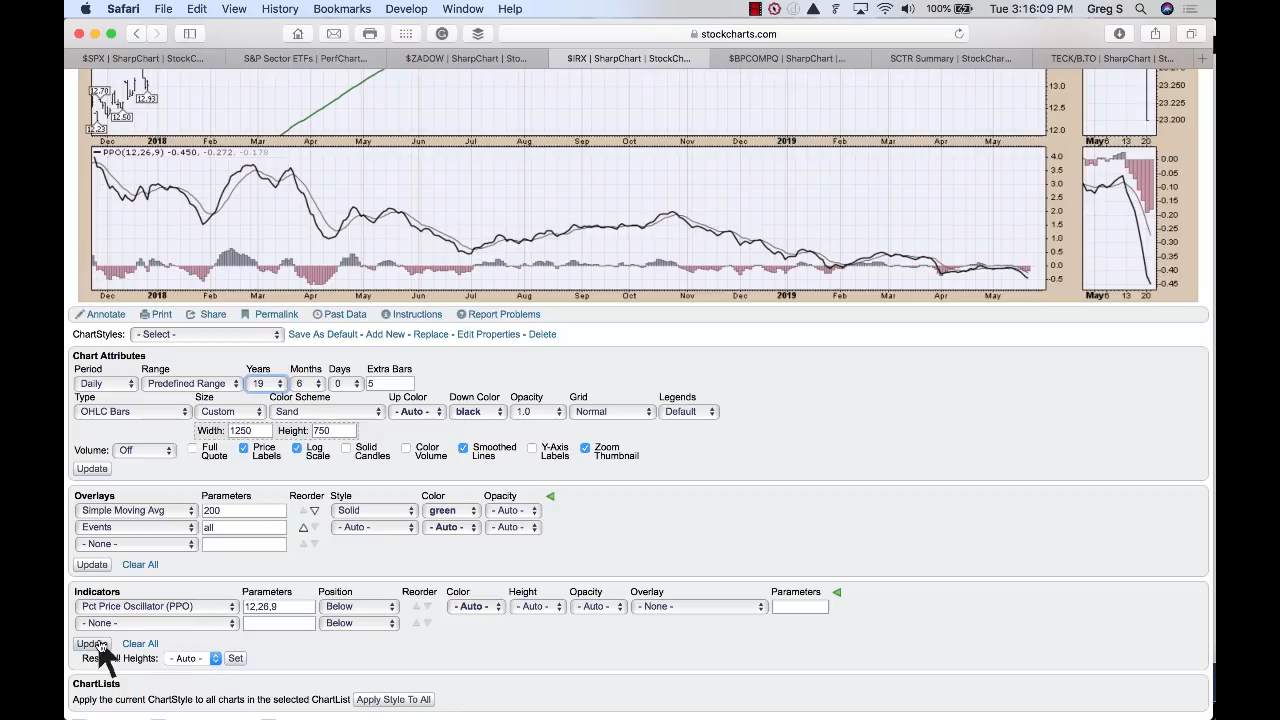 Safari File Edit View History Bookmarks Develop Window Help 100% Tue 3:16:09 PM Greg S
stockcharts.com
$SPX | SharpChart | StockC... S&P Sector ETFs | PerfChart... $ZADOW | SharpChart | Sto... $IRX | SharpChart | StockCh... $BPCOMPQ | SharpChart |... SCTR Summary | StockChar... TECK/B.TO | SharpChart | St...
12.70 12.93 12.50 12.23
13.0 12.5 12.0
23.225 23.200
Dec 2018 Feb Mar Apr May Jun Jul Aug Sep Oct Nov Dec 2019 Feb Mar Apr May May 6 13 20
PPO(12,26,9) -0.450, -0.272, -0.178
4.0 3.5 3.0 2.5 2.0 1.5 1.0 0.5 0.0 -0.5
0.00 -0.05 -0.10 -0.15 -0.20 -0.25 -0.30 -0.35 -0.40 -0.45
Dec 2018 Feb Mar Apr May Jun Jul Aug Sep Oct Nov Dec 2019 Feb Mar Apr May May 6 13 20
Annotate Print Share Permalink Past Data Instructions Report Problems
ChartStyles: - Select - Save As Default - Add New - Replace - Edit Properties - Delete
Chart Attributes
Period Range Years Months Days Extra Bars
Daily Predefined Range 19 6 0 5
Type Size Color Scheme Up Color Down Color Opacity Grid Legends
OHLC Bars Custom Sand - Auto - black 1.0 Normal Default
Width: 1250 Height: 750
Volume: Off Full Quote Price Labels Log Scale Solid Candles Color Volume Smoothed Lines Y-Axis Labels Zoom Thumbnail
Update
Overlays Parameters Reorder Style Color Opacity
Simple Moving Avg 200 Solid green - Auto -
Events all - Auto - - Auto - - Auto -
- None -
Update Clear All
Indicators Parameters Position Reorder Color Height Opacity Overlay Parameters
Pct Price Oscillator (PPO) 12,26,9 Below - Auto - - Auto - - Auto - - None -
- None - Below
Update Clear All
Heights: - Auto - Set
ChartLists
Apply the current ChartStyle to all charts in the selected ChartList Apply Style To All